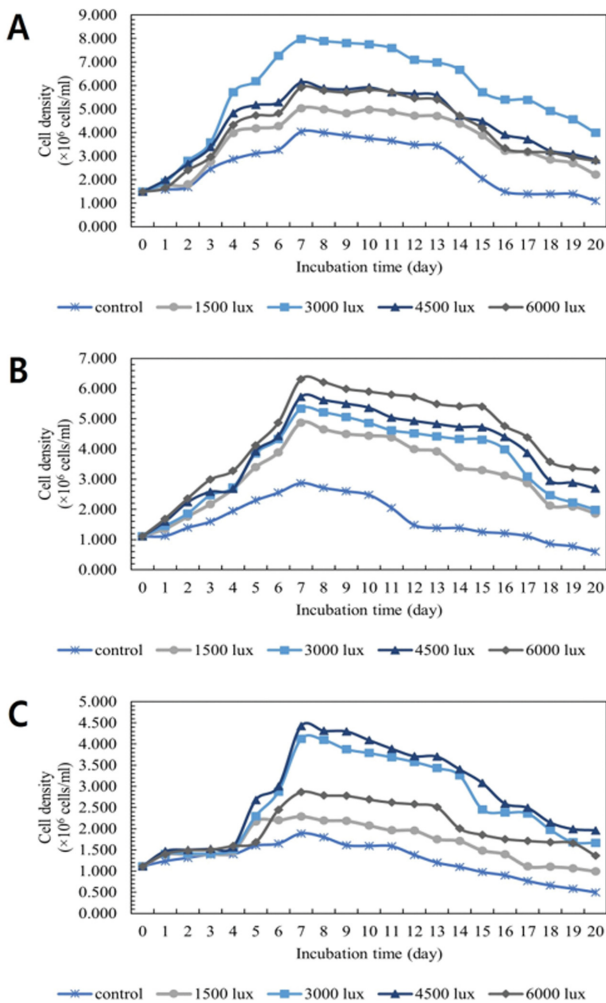 A
9.000
8.000
7.000
6.000
5.000
4.000
3.000
2.000
1.000
0.000
Cell density
(×10⁶ cells/ml)
0 1 2 3 4 5 6 7 8 9 10 11 12 13 14 15 16 17 18 19 20
Incubation time (day)
control 1500 lux 3000 lux 4500 lux 6000 lux
B
7.000
6.000
5.000
4.000
3.000
2.000
1.000
0.000
Cell density
(×10⁶ cells/ml)
0 1 2 3 4 5 6 7 8 9 10 11 12 13 14 15 16 17 18 19 20
Incubation time (day)
control 1500 lux 3000 lux 4500 lux 6000 lux
C
5.000
4.500
4.000
3.500
3.000
2.500
2.000
1.500
1.000
0.500
0.000
Cell density
(×10⁶ cells/ml)
0 1 2 3 4 5 6 7 8 9 10 11 12 13 14 15 16 17 18 19 20
Incubation time (day)
control 1500 lux 3000 lux 4500 lux 6000 lux